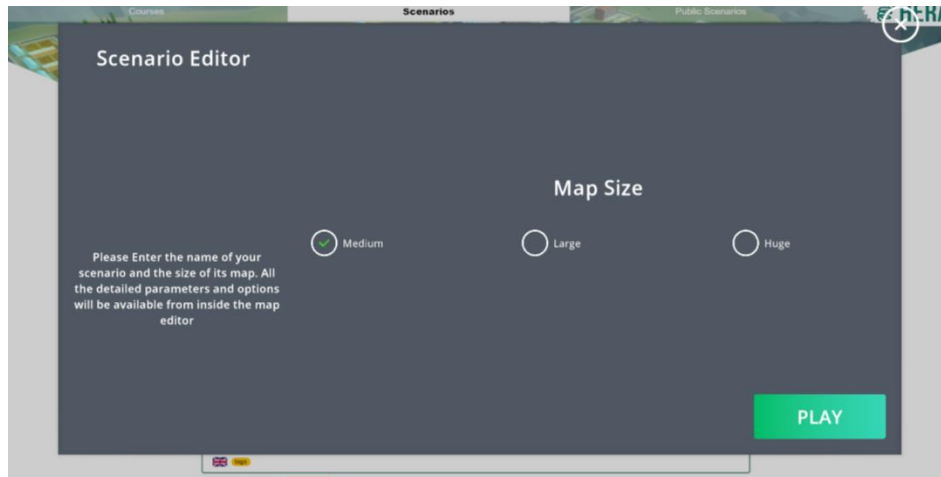 Courses
Scenarios
Public Scenarios
Scenario Editor
Map Size
Medium
Large
Huge
Please Enter the name of your
scenario and the size of its map. All
the detailed parameters and options
will be available from inside the map
editor
PLAY